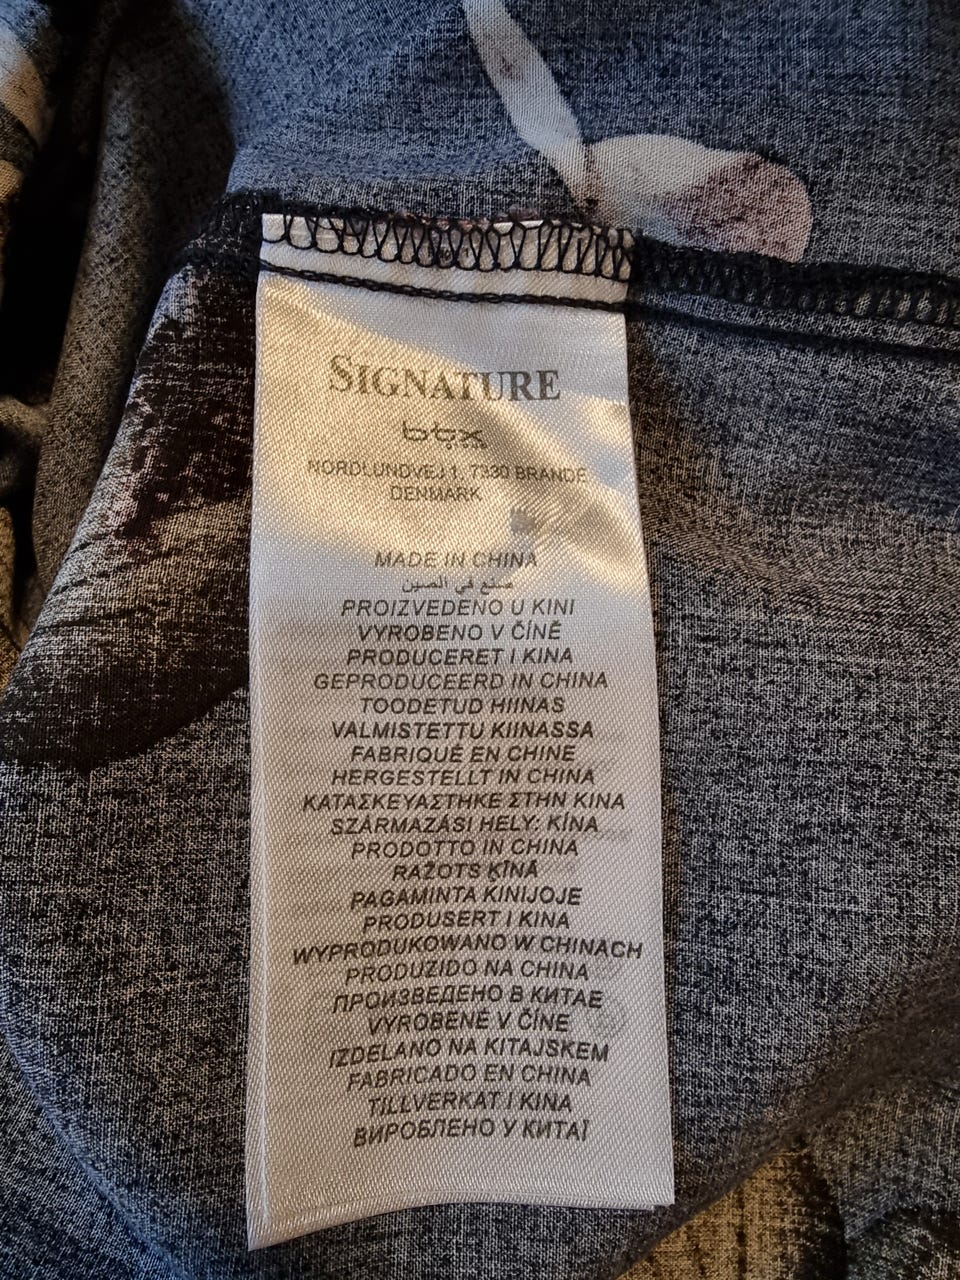 SIGNATURE
btx
NORDLUNDVEJ 1, 7330 BRANDE
DENMARK
MADE IN CHINA
صنع في الصين
PROIZVEDENO U KINI
VYROBENO V ČÍNĚ
PRODUCERET I KINA
GEPRODUCEERD IN CHINA
TOODETUD HIINAS
VALMISTETTU KIINASSA
FABRIQUÉ EN CHINE
HERGESTELLT IN CHINA
ΚΑΤΑΣΚΕΥΑΣΤΗΚΕ ΣΤΗΝ ΚΙΝΑ
SZÁRMAZÁSI HELY: KÍNA
PRODOTTO IN CHINA
RAŽOTS ĶĪNĀ
PAGAMINTA KINIJOJE
PRODUSERT I KINA
WYPRODUKOWANO W CHINACH
PRODUZIDO NA CHINA
ПРОИЗВЕДЕНО В КИТАЕ
VYROBENÉ V ČÍNE
IZDELANO NA KITAJSKEM
FABRICADO EN CHINA
TILLVERKAT I KINA
ВИРОБЛЕНО У КИТАЇ